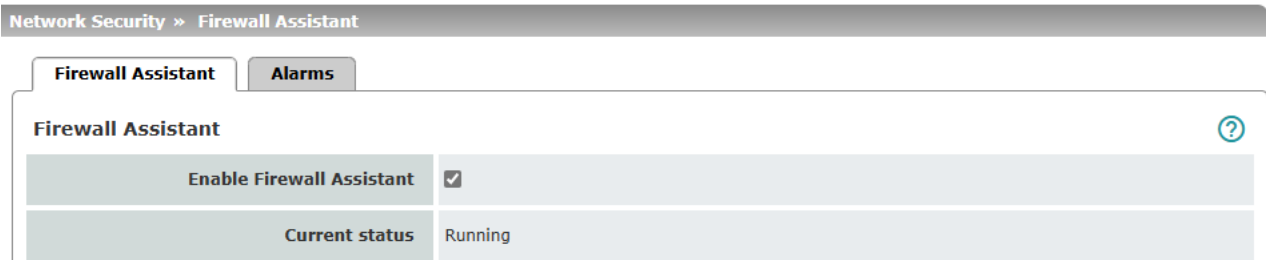 Network Security » Firewall Assistant
Firewall Assistant Alarms
Firewall Assistant ?
Enable Firewall Assistant
Current status Running